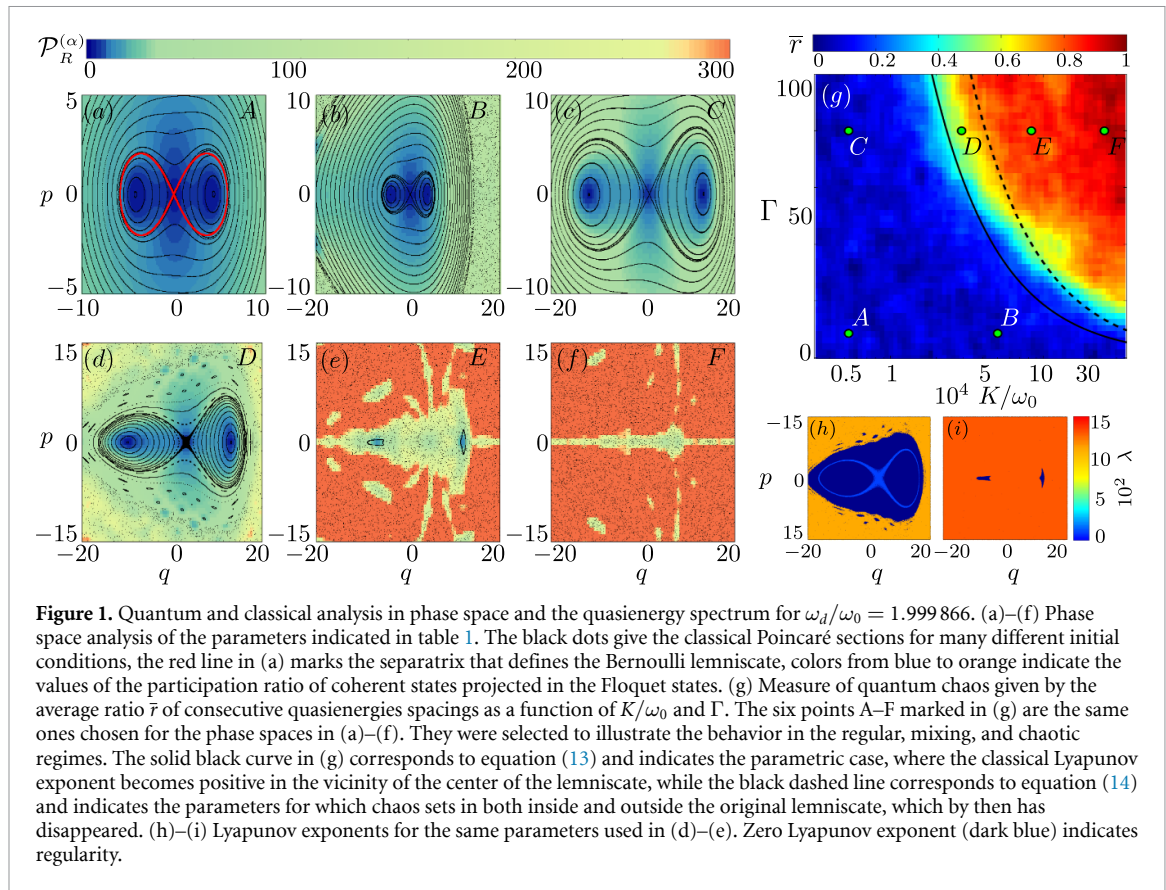 𝒫_R^(α)
0 100 200 300
r̄
0 0.2 0.4 0.6 0.8 1
(a) A
(b) B
(c) C
5
0
−5
p
−10 0 10
10
0
−10
−20 0 20
10
0
−10
−20 0 20
(d) D
(e) E
(f) F
15
0
−15
p
−20 0 20
q
15
0
−15
−20 0 20
q
15
0
−15
−20 0 20
q
(g)
100
50
0
Γ
A
B
C
D
E
F
0.5 1 5 10 30
10⁴ K/ω₀
(h)
(i)
−15
0
15
p
−20 0 20
q
−20 0 20
q
15
10
5
0
10² λ
Figure 1. Quantum and classical analysis in phase space and the quasienergy spectrum for ω_d/ω₀ = 1.999 866. (a)–(f) Phase
space analysis of the parameters indicated in table 1. The black dots give the classical Poincaré sections for many different initial
conditions, the red line in (a) marks the separatrix that defines the Bernoulli lemniscate, colors from blue to orange indicate the
values of the participation ratio of coherent states projected in the Floquet states. (g) Measure of quantum chaos given by the
average ratio r̄ of consecutive quasienergies spacings as a function of K/ω₀ and Γ. The six points A–F marked in (g) are the same
ones chosen for the phase spaces in (a)–(f). They were selected to illustrate the behavior in the regular, mixing, and chaotic
regimes. The solid black curve in (g) corresponds to equation (13) and indicates the parametric case, where the classical Lyapunov
exponent becomes positive in the vicinity of the center of the lemniscate, while the black dashed line corresponds to equation (14)
and indicates the parameters for which chaos sets in both inside and outside the original lemniscate, which by then has
disappeared. (h)–(i) Lyapunov exponents for the same parameters used in (d)–(e). Zero Lyapunov exponent (dark blue) indicates
regularity.